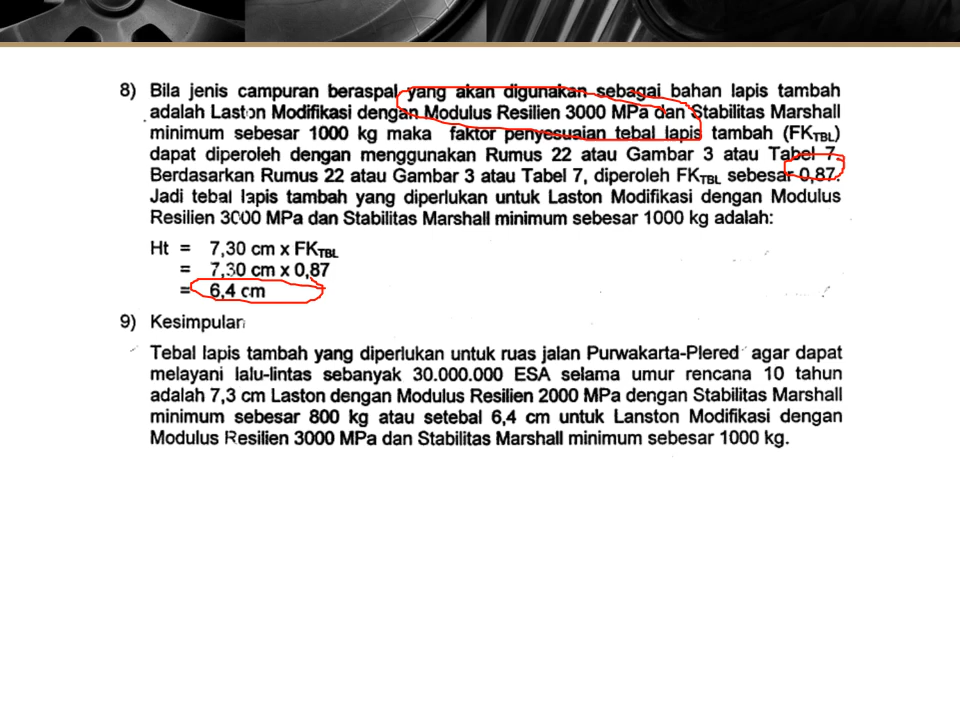 8) Bila jenis campuran beraspal yang akan digunakan sebagai bahan lapis tambah
adalah Laston Modifikasi dengan Modulus Resilien 3000 MPa dan Stabilitas Marshall
minimum sebesar 1000 kg maka faktor penyesuaian tebal lapis tambah (FKTBL)
dapat diperoleh dengan menggunakan Rumus 22 atau Gambar 3 atau Tabel 7.
Berdasarkan Rumus 22 atau Gambar 3 atau Tabel 7, diperoleh FKTBL sebesar 0,87.
Jadi tebal lapis tambah yang diperlukan untuk Laston Modifikasi dengan Modulus
Resilien 3000 MPa dan Stabilitas Marshall minimum sebesar 1000 kg adalah:
Ht = 7,30 cm x FKTBL
= 7,30 cm x 0,87
= 6,4 cm
9) Kesimpulan
Tebal lapis tambah yang diperlukan untuk ruas jalan Purwakarta-Plered agar dapat
melayani lalu-lintas sebanyak 30.000.000 ESA selama umur rencana 10 tahun
adalah 7,3 cm Laston dengan Modulus Resilien 2000 MPa dengan Stabilitas Marshall
minimum sebesar 800 kg atau setebal 6,4 cm untuk Lanston Modifikasi dengan
Modulus Resilien 3000 MPa dan Stabilitas Marshall minimum sebesar 1000 kg.